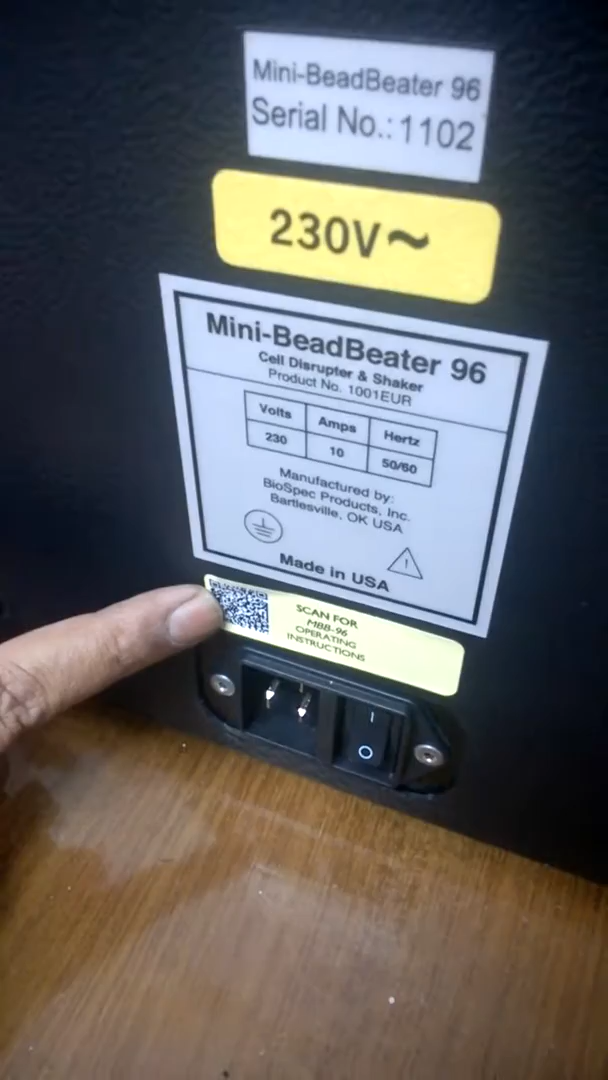 Mini-BeadBeater 96
Serial No.: 1102
230V~
Mini-BeadBeater 96
Cell Disrupter & Shaker
Product No. 1001EUR
Volts Amps Hertz
230 10 50/60
Manufactured by:
BioSpec Products, Inc.
Bartlesville, OK USA
!
Made in USA
SCAN FOR
MBB-96
OPERATING
INSTRUCTIONS